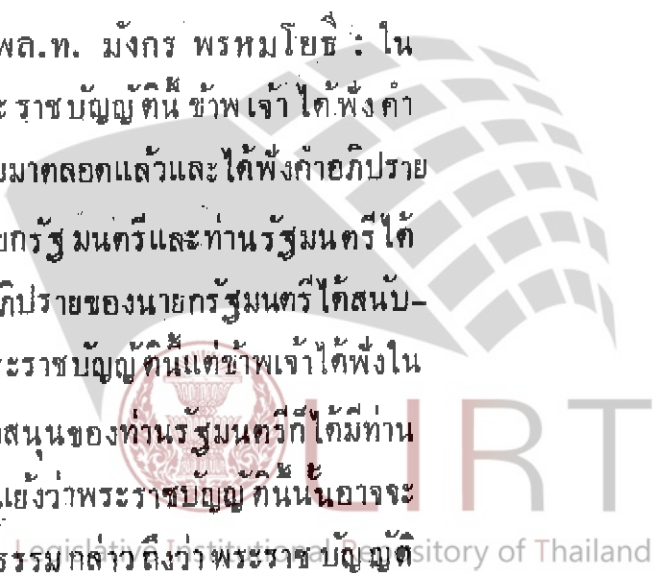 พล.ท. มังกร พรหมโยธี : ใน
ะราชบัญญัตินี้ ข้าพเจ้าได้ฟังคำ
ยมาตลอดแล้วและได้ฟังคำอภิปราย
ยกรัฐมนตรีและท่านรัฐมนตรีได้
ภิปรายของนายกรัฐมนตรีได้สนับ-
ระราชบัญญัตินี้แต่ข้าพเจ้าได้ฟังใน
สนุนของท่านรัฐมนตรีก็ได้มีท่าน
แย้งว่าพระราชบัญญัตินี้นั้นอาจจะ
ธรรมกล่าวถึงว่าพระราชบัญญัติ
LIRT
Legislative Institutional Repository of Thailand